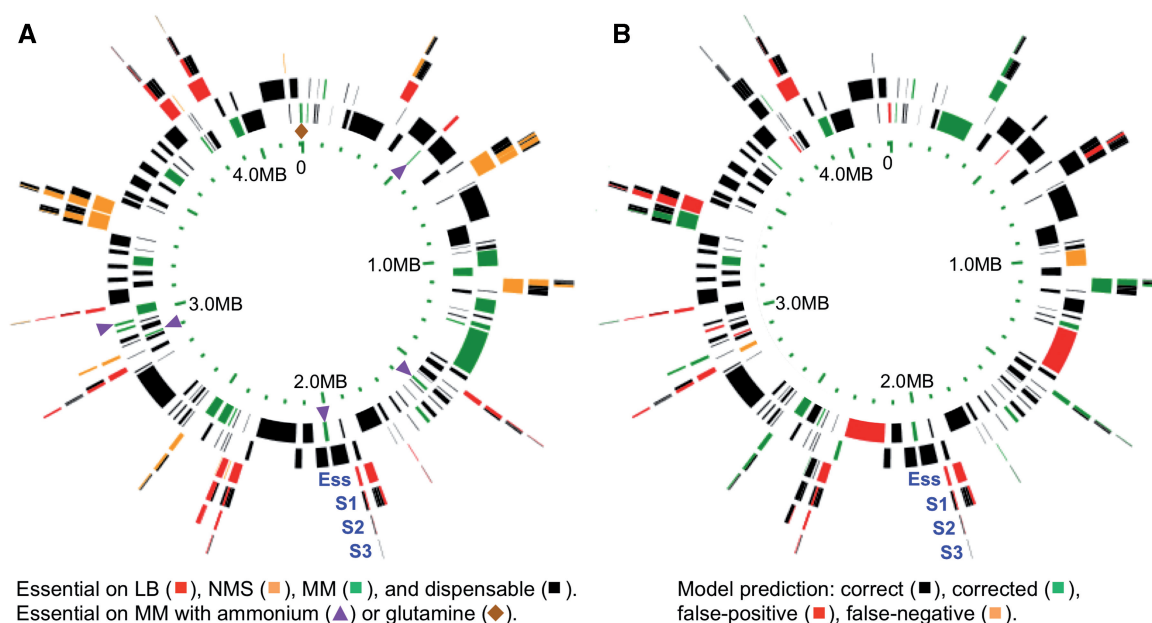 A
B
4.0MB
0
1.0MB
3.0MB
2.0MB
Ess
S1
S2
S3
4.0MB
0
1.0MB
3.0MB
2.0MB
Ess
S1
S2
S3
Essential on LB (■), NMS (■), MM (■), and dispensable (■).
Essential on MM with ammonium (▲) or glutamine (◆).
Model prediction: correct (■), corrected (■),
false-positive (■), false-negative (■).